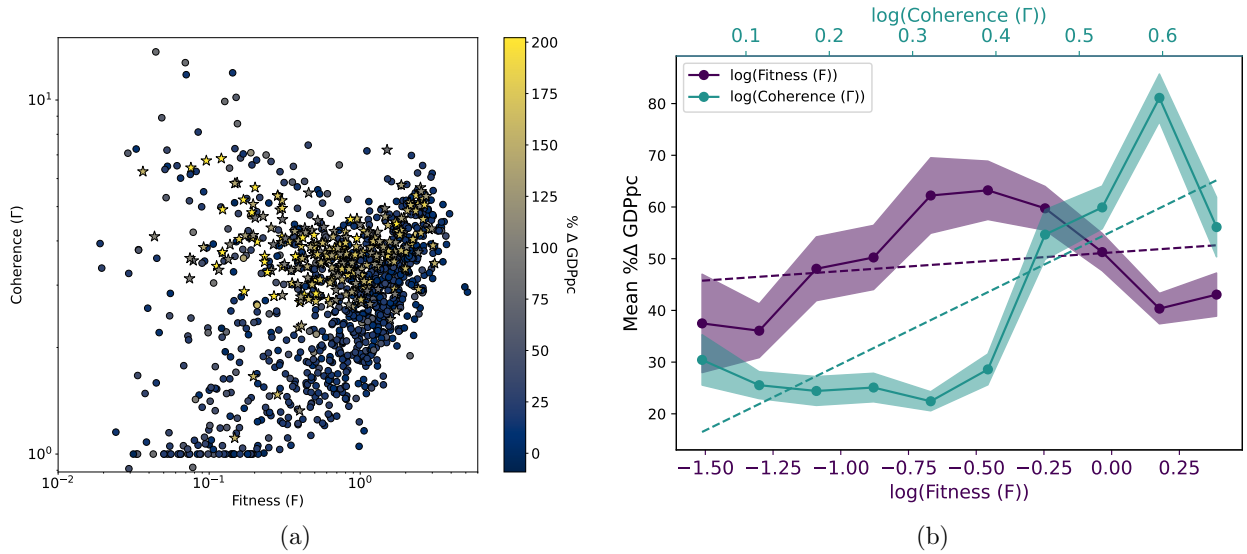 200
175
150
125
100
75
50
25
0
% Δ GDPpc
10¹
10⁰
Coherence (Γ)
10⁻² 10⁻¹ 10⁰
Fitness (F)
(a)
log(Coherence (Γ))
0.1 0.2 0.3 0.4 0.5 0.6
log(Fitness (F))
log(Coherence (Γ))
80
70
60
50
40
30
20
Mean %Δ GDPpc
−1.50 −1.25 −1.00 −0.75 −0.50 −0.25 0.00 0.25
log(Fitness (F))
(b)